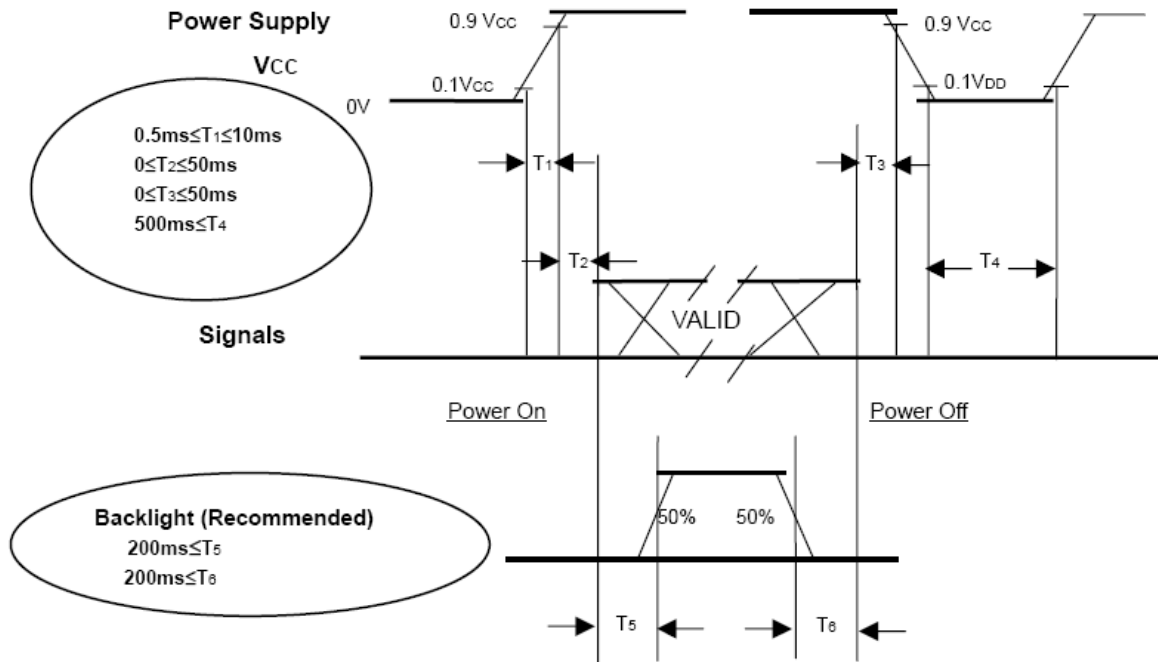 Power Supply
VCC
0.9 VCC
0.1VCC
0V
0.9 VCC
0.1VDD
0.5ms≤T1≤10ms
0≤T2≤50ms
0≤T3≤50ms
500ms≤T4
T1
T3
T2
T4
VALID
Signals
Power On
Power Off
Backlight (Recommended)
200ms≤T5
200ms≤T6
50%
50%
T5
T6